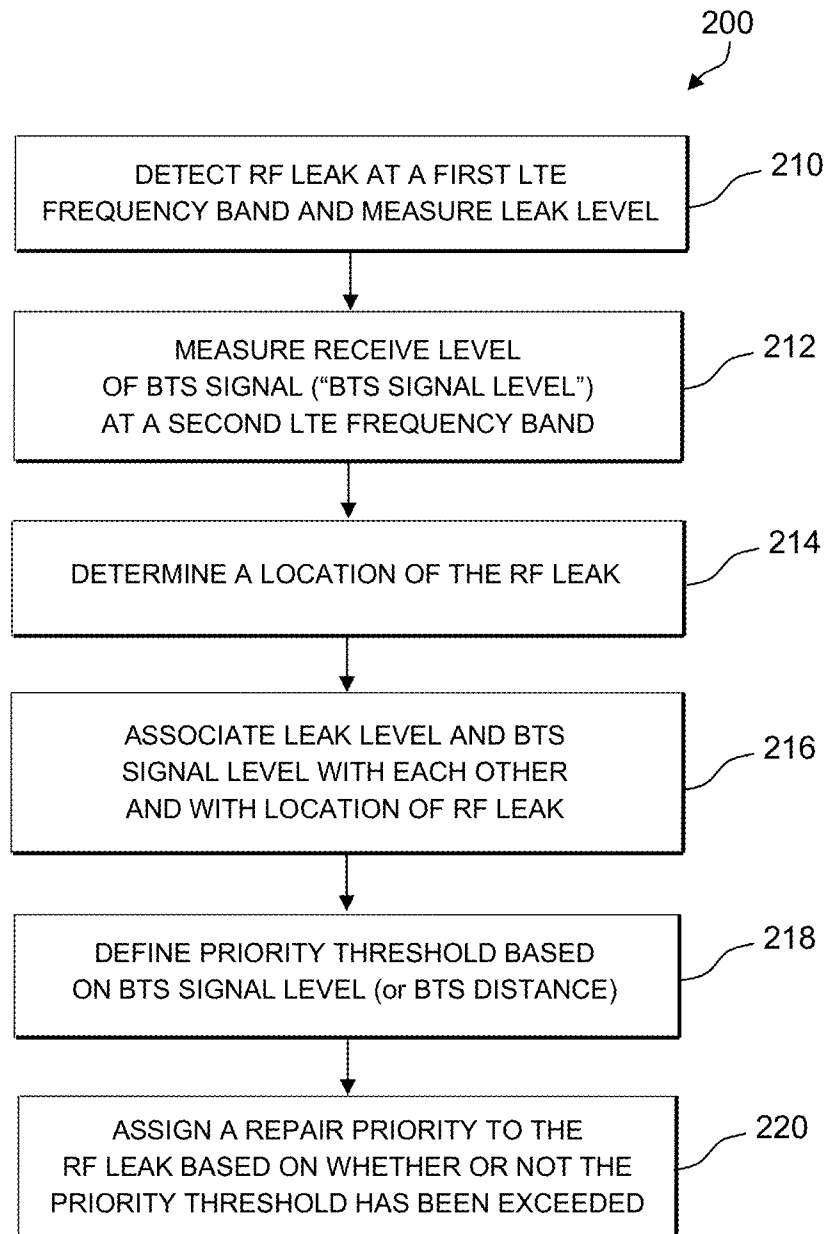 200
DETECT RF LEAK AT A FIRST LTE
FREQUENCY BAND AND MEASURE LEAK LEVEL
210
MEASURE RECEIVE LEVEL
OF BTS SIGNAL (“BTS SIGNAL LEVEL”)
AT A SECOND LTE FREQUENCY BAND
212
DETERMINE A LOCATION OF THE RF LEAK
214
ASSOCIATE LEAK LEVEL AND BTS
SIGNAL LEVEL WITH EACH OTHER
AND WITH LOCATION OF RF LEAK
216
DEFINE PRIORITY THRESHOLD BASED
ON BTS SIGNAL LEVEL (or BTS DISTANCE)
218
ASSIGN A REPAIR PRIORITY TO THE
RF LEAK BASED ON WHETHER OR NOT THE
PRIORITY THRESHOLD HAS BEEN EXCEEDED
220